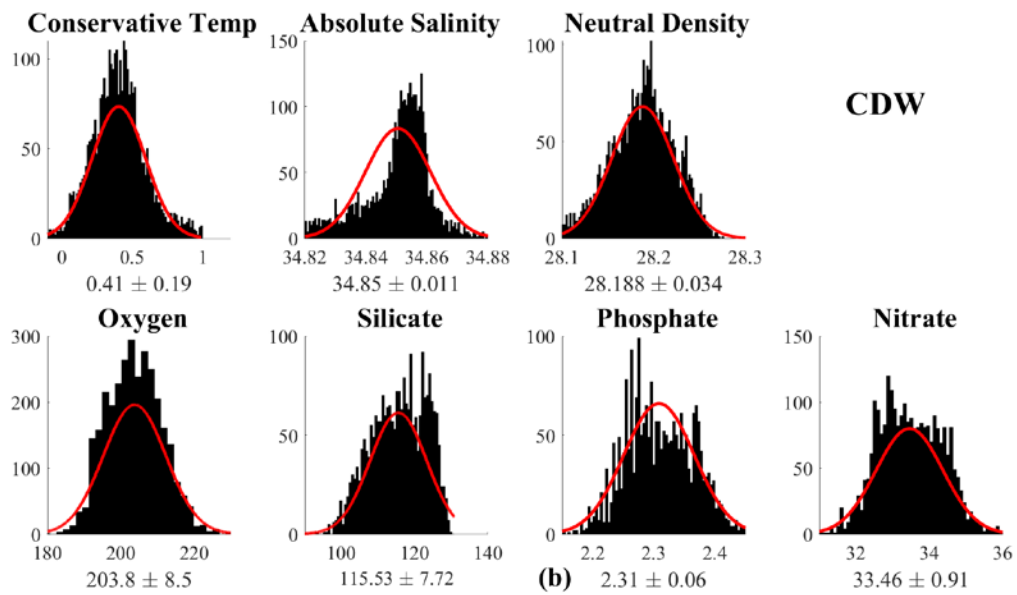 Conservative Temp
Absolute Salinity
Neutral Density
CDW
100
50
0
0
0.5
1
0.41 ± 0.19
150
100
50
0
34.82
34.84
34.86
34.88
34.85 ± 0.011
100
50
0
28.1
28.2
28.3
28.188 ± 0.034
Oxygen
Silicate
Phosphate
Nitrate
300
200
100
0
180
200
220
203.8 ± 8.5
100
50
0
100
120
140
115.53 ± 7.72
100
50
0
2.2
2.3
2.4
(b)
2.31 ± 0.06
150
100
50
0
32
34
36
33.46 ± 0.91